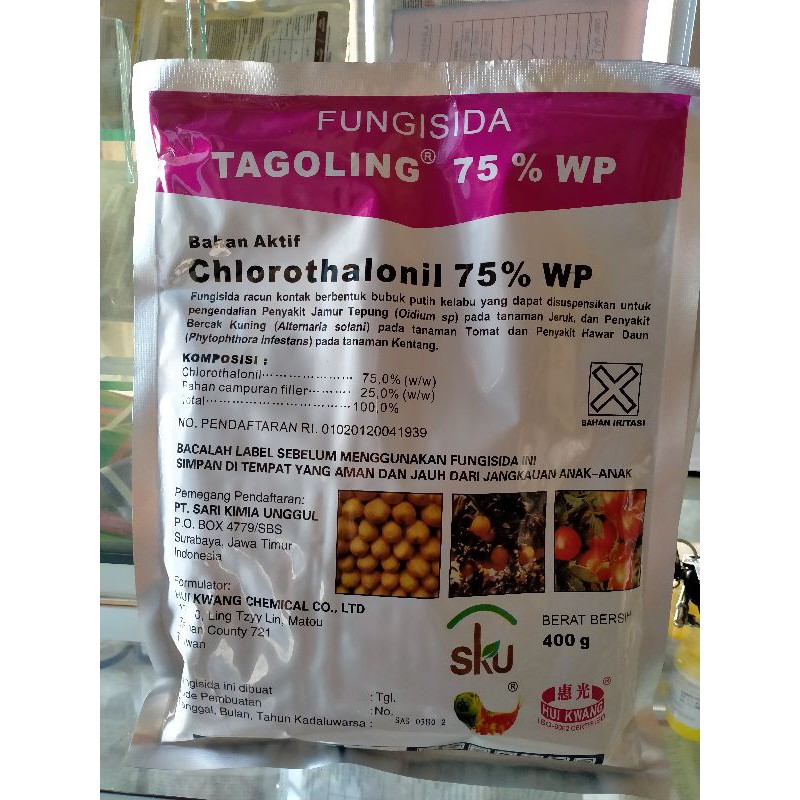 FUNGISIDA
TAGOLING® 75 % WP
Bahan Aktif
Chlorothalonil 75% WP
Fungisida racun kontak berbentuk bubuk putih kelabu yang dapat disuspensikan untuk
pengendalian Penyakit Jamur Tepung (Oidium sp) pada tanaman Jeruk, dan Penyakit
Bercak Kuning (Alternaria solani) pada tanaman Tomat dan Penyakit Hawar Daun
(Phytophthora infestans) pada tanaman Kentang.
KOMPOSISI :
Chlorothalonil 75,0% (w/w)
Bahan campuran filler 25,0% (w/w)
Total 100,0%
NO. PENDAFTARAN RI. 01020120041939
BAHAN IRITASI
BACALAH LABEL SEBELUM MENGGUNAKAN FUNGISIDA INI
SIMPAN DI TEMPAT YANG AMAN DAN JAUH DARI JANGKAUAN ANAK-ANAK
Pemegang Pendaftaran:
PT. SARI KIMIA UNGGUL
P.O. BOX 4779/SBS
Surabaya, Jawa Timur
Indonesia
Formulator:
HUI KWANG CHEMICAL CO., LTD
Ling Tzyy Lin, Matou
County 721
sku
®
BERAT BERSIH
400 g
惠光
®
HUI KWANG
Fungisida ini dibuat : Tgl.
Kode Pembuatan : No.
Tanggal, Bulan, Tahun Kadaluwarsa :